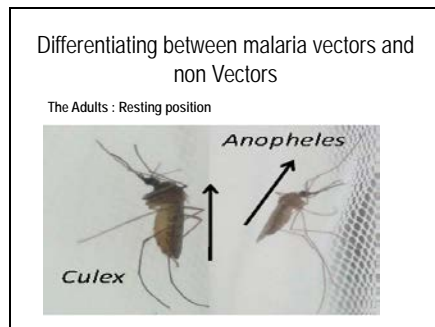 Differentiating between malaria vectors and
non Vectors
The Adults : Resting position
Anopheles
Culex